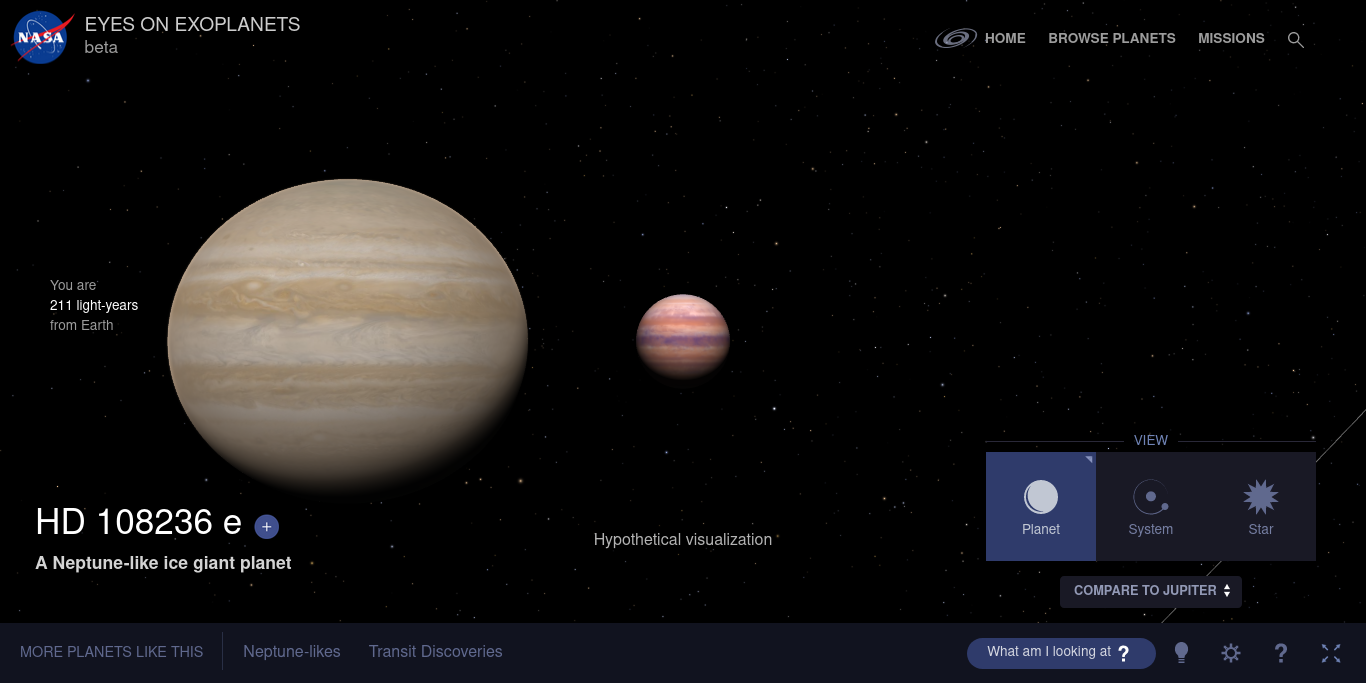 NASA
EYES ON EXOPLANETS
beta
HOME
BROWSE PLANETS
MISSIONS
You are
211 light-years
from Earth
VIEW
Planet
System
Star
HD 108236 e +
A Neptune-like ice giant planet
Hypothetical visualization
COMPARE TO JUPITER
MORE PLANETS LIKE THIS
Neptune-likes
Transit Discoveries
What am I looking at ?
?